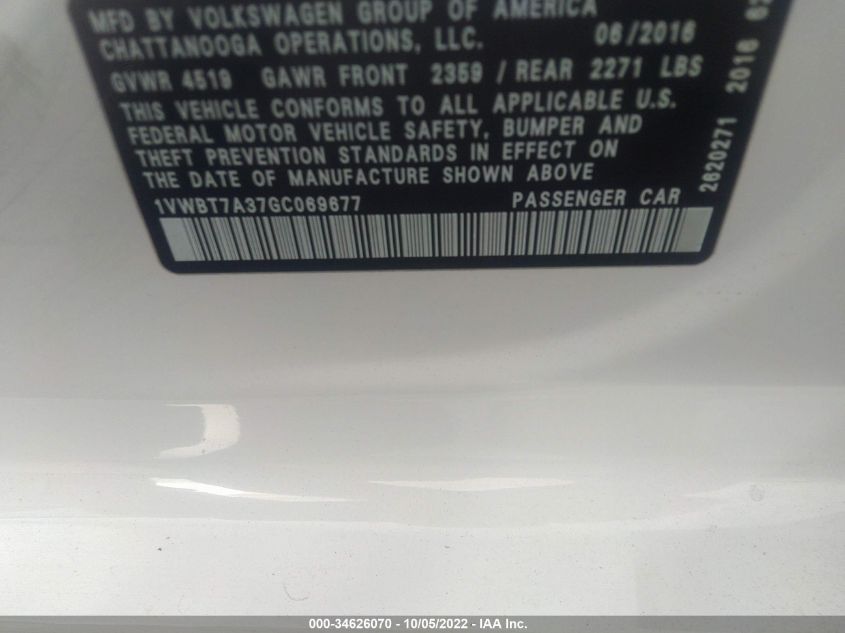 MFD BY VOLKSWAGEN GROUP OF AMERICA
CHATTANOOGA OPERATIONS, LLC. 06/2016
GVWR 4519 GAWR FRONT 2359 / REAR 2271 LBS
THIS VEHICLE CONFORMS TO ALL APPLICABLE U.S.
FEDERAL MOTOR VEHICLE SAFETY, BUMPER AND
THEFT PREVENTION STANDARDS IN EFFECT ON
THE DATE OF MANUFACTURE SHOWN ABOVE
1VWBT7A37GC069677 PASSENGER CAR
2620271 2016
000-34626070 - 10/05/2022 - IAA Inc.